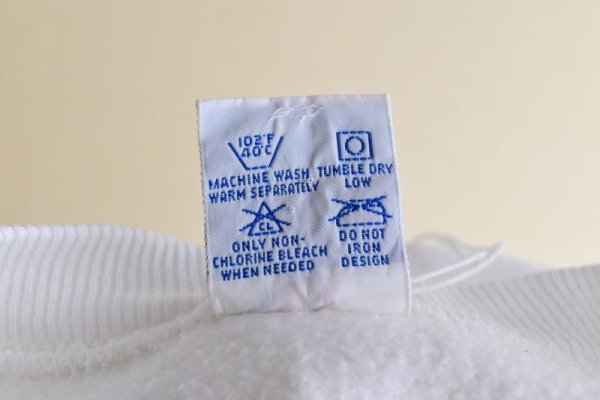 102°F
40°C
MACHINE WASH
WARM SEPARATELY
TUMBLE DRY
LOW
CL
ONLY NON-
CHLORINE BLEACH
WHEN NEEDED
DO NOT
IRON
DESIGN